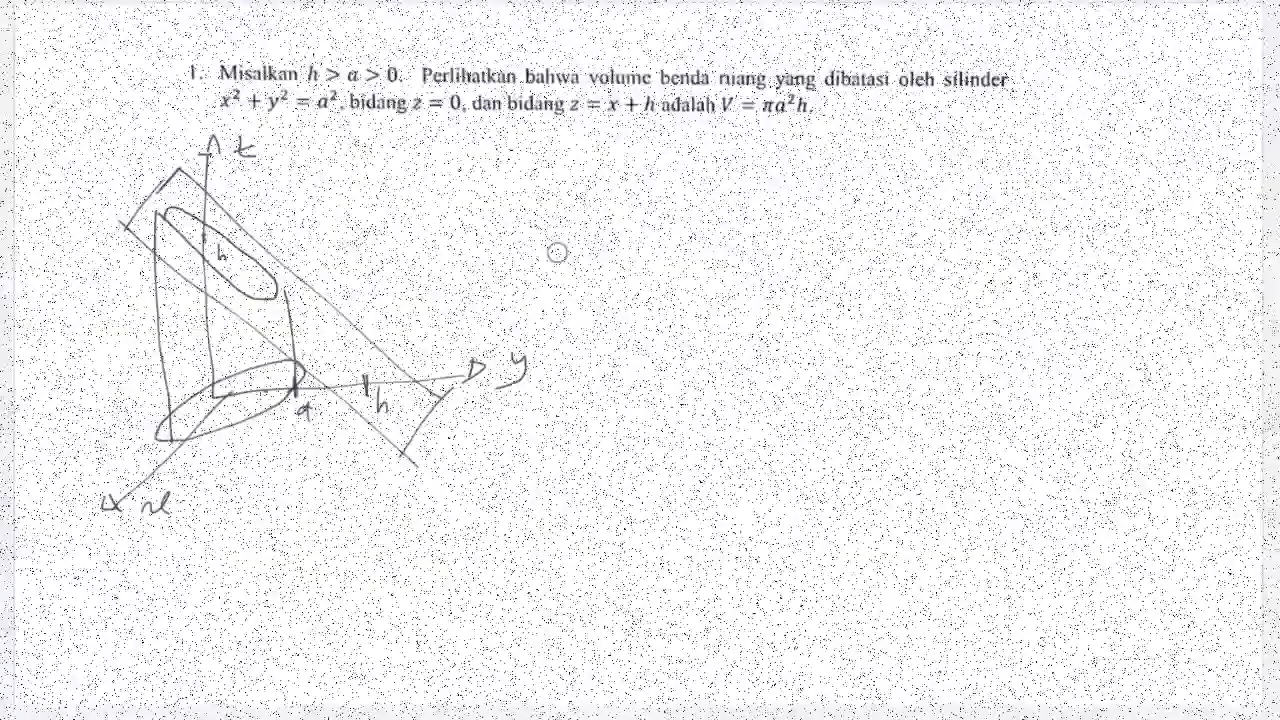 1. Misalkan h > a > 0. Perlihatkan bahwa volume benda ruang yang dibatasi oleh silinder
x² + y² = a², bidang z = 0, dan bidang z = x + h adalah V = πa²h.
h
y
a
h
x